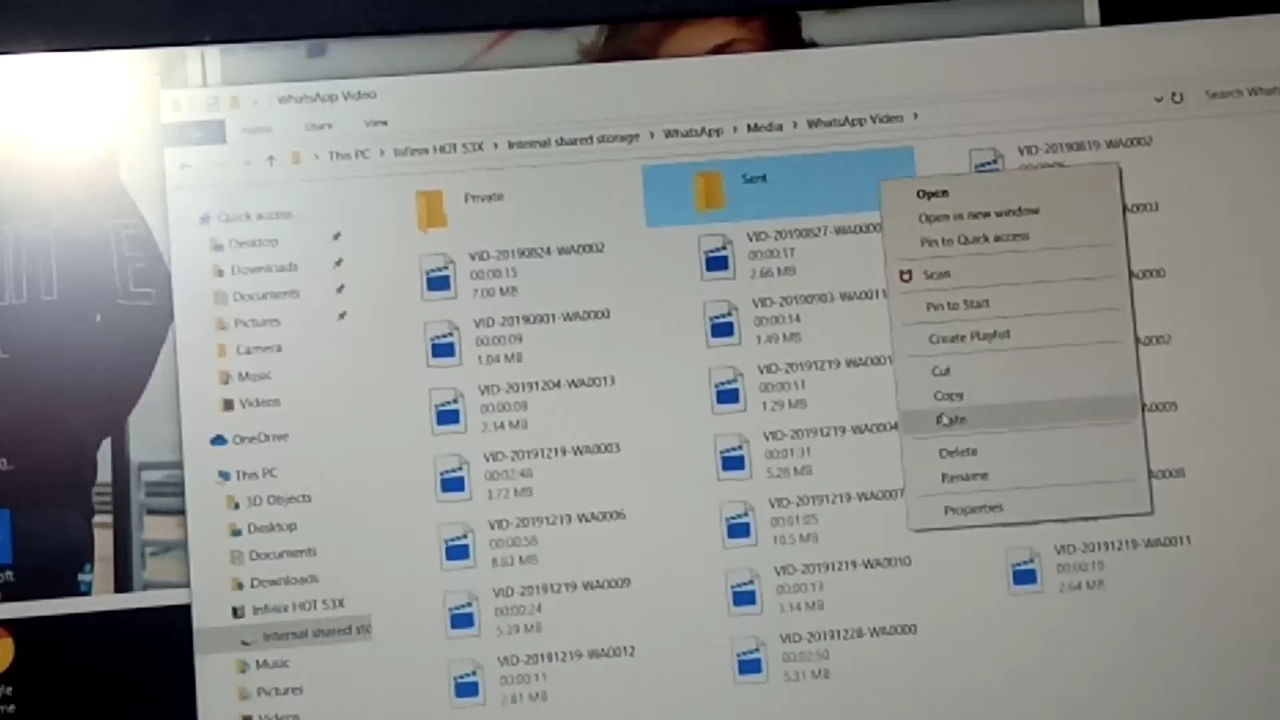 WhatsApp Video
Home Share View
This PC > Infinix HOT S3X > Internal shared storage > WhatsApp > Media > WhatsApp Video >
Search What
Quick access
Desktop
Downloads
Documents
Pictures
Camera
Music
Videos
OneDrive
This PC
3D Objects
Desktop
Documents
Downloads
Infinix HOT S3X
Internal shared sto
Music
Pictures
Videos
Private
Sent
VID-20190819-WA0002
VID-20190824-WA0002
00:00:15
7.00 MB
VID-20190827-WA0000
00:00:17
2.66 MB
VID-20190901-WA0000
00:00:09
1.04 MB
VID-20190903-WA0011
00:00:14
1.49 MB
VID-20191204-WA0013
00:00:08
2.14 MB
VID-20191219-WA0001
00:00:11
1.29 MB
VID-20191219-WA0003
00:02:48
3.72 MB
VID-20191219-WA0004
00:01:31
5.28 MB
VID-20191219-WA0006
00:00:58
8.83 MB
VID-20191219-WA0007
00:01:05
10.5 MB
VID-20191219-WA0009
00:00:24
5.29 MB
VID-20191219-WA0010
00:00:13
3.14 MB
VID-20191219-WA0011
00:00:18
2.64 MB
VID-20191219-WA0012
00:00:11
2.81 MB
VID-20191228-WA0000
00:02:50
5.31 MB
Open
Open in new window
Pin to Quick access
Scan
Pin to Start
Create Playlist
Cut
Copy
Paste
Delete
Rename
Properties